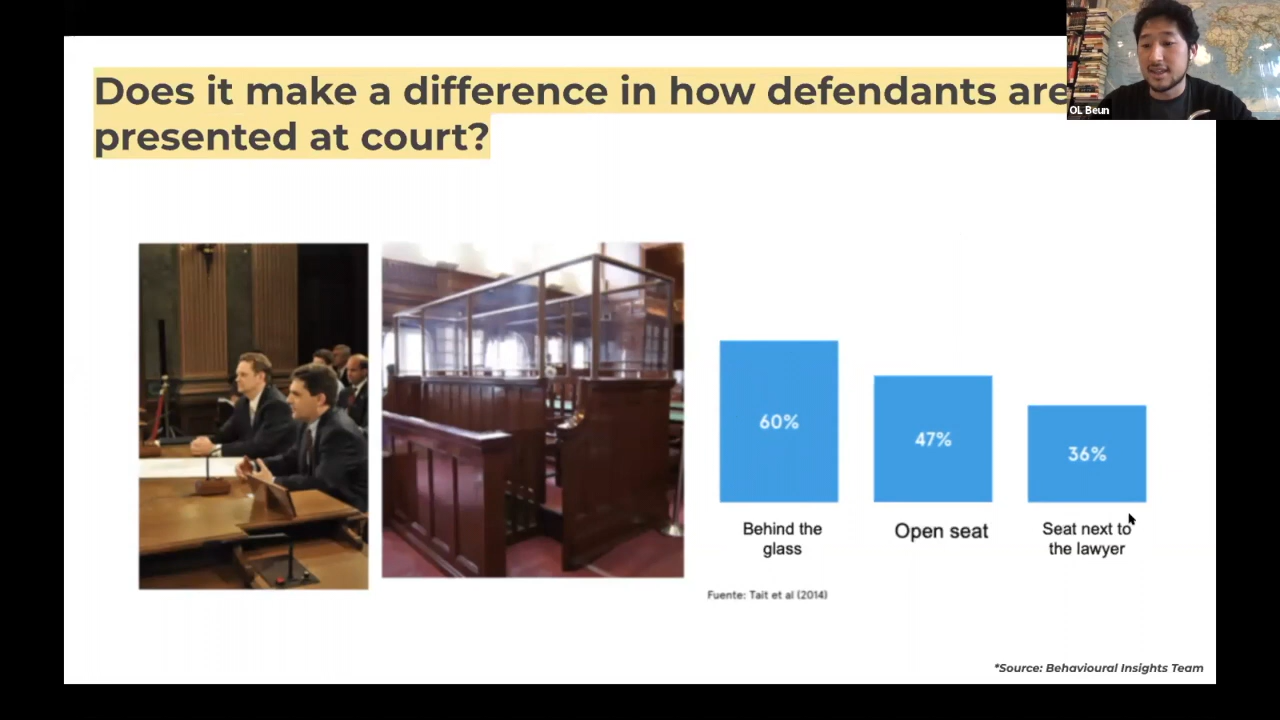 Does it make a difference in how defendants are
presented at court?
OL Beun
60%
47%
36%
Behind the
glass
Open seat
Seat next to
the lawyer
Fuente: Tait et al (2014)
*Source: Behavioural Insights Team